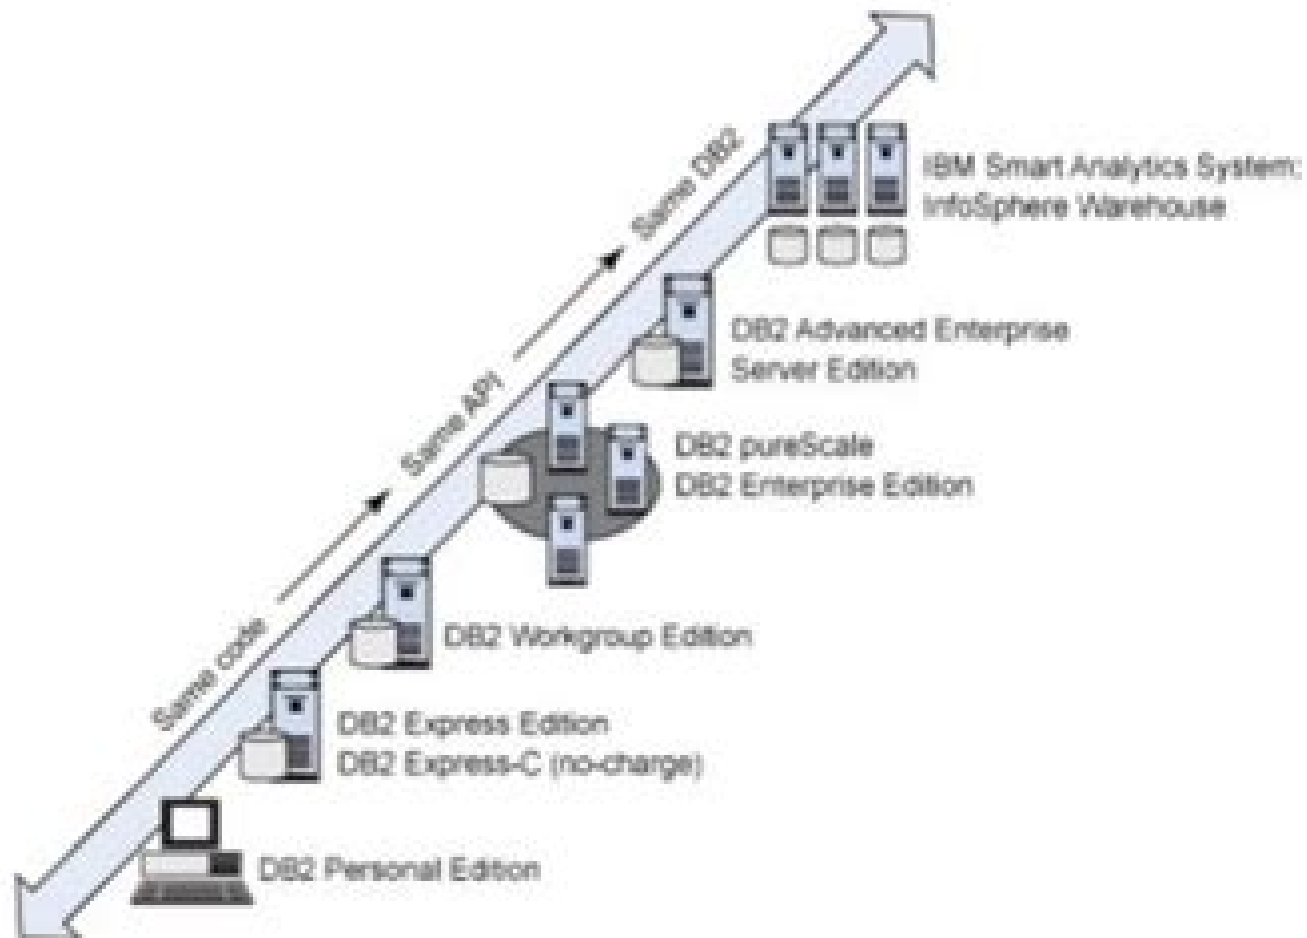 Same DB2
IBM Smart Analytics System:
InfoSphere Warehouse
DB2 Advanced Enterprise
Server Edition
Same API
DB2 pureScale
DB2 Enterprise Edition
Same code
DB2 Workgroup Edition
DB2 Express Edition
DB2 Express-C (no-charge)
DB2 Personal Edition